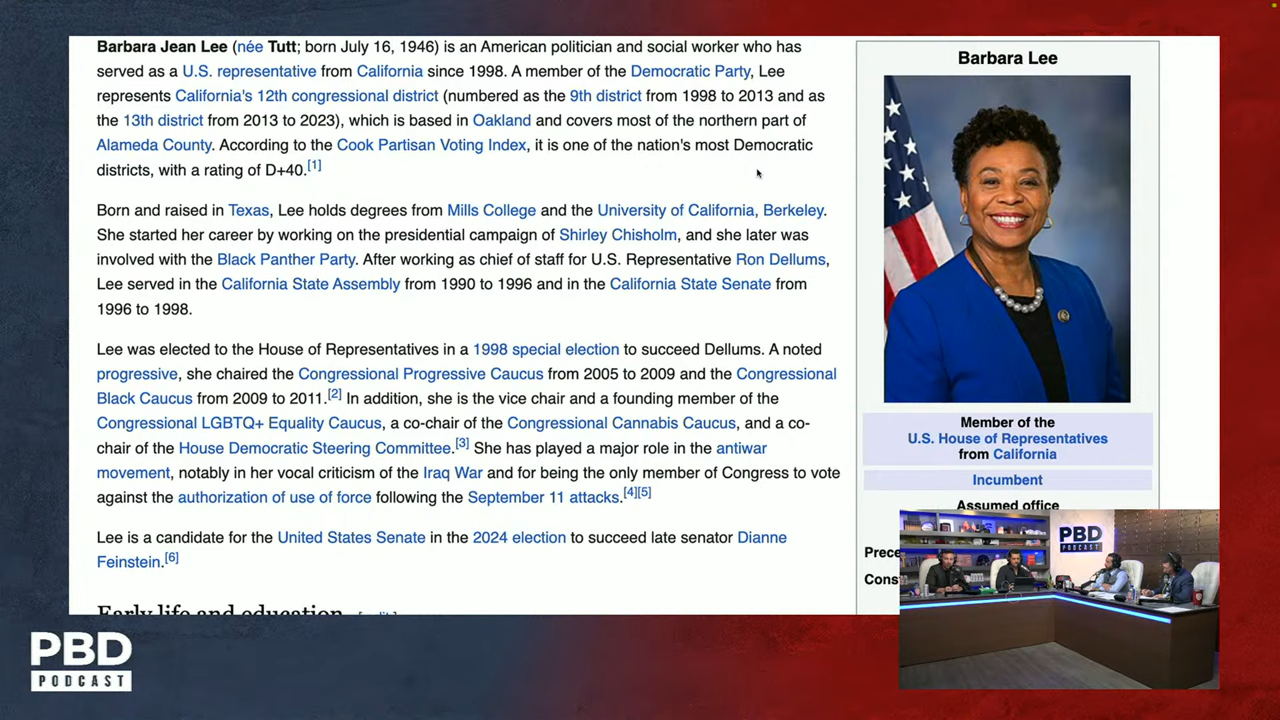 Barbara Jean Lee (née Tutt; born July 16, 1946) is an American politician and social worker who has
served as a U.S. representative from California since 1998. A member of the Democratic Party, Lee
represents California's 12th congressional district (numbered as the 9th district from 1998 to 2013 and as
the 13th district from 2013 to 2023), which is based in Oakland and covers most of the northern part of
Alameda County. According to the Cook Partisan Voting Index, it is one of the nation's most Democratic
districts, with a rating of D+40.[1]
Born and raised in Texas, Lee holds degrees from Mills College and the University of California, Berkeley.
She started her career by working on the presidential campaign of Shirley Chisholm, and she later was
involved with the Black Panther Party. After working as chief of staff for U.S. Representative Ron Dellums,
Lee served in the California State Assembly from 1990 to 1996 and in the California State Senate from
1996 to 1998.
Lee was elected to the House of Representatives in a 1998 special election to succeed Dellums. A noted
progressive, she chaired the Congressional Progressive Caucus from 2005 to 2009 and the Congressional
Black Caucus from 2009 to 2011.[2] In addition, she is the vice chair and a founding member of the
Congressional LGBTQ+ Equality Caucus, a co-chair of the Congressional Cannabis Caucus, and a co-
chair of the House Democratic Steering Committee.[3] She has played a major role in the antiwar
movement, notably in her vocal criticism of the Iraq War and for being the only member of Congress to vote
against the authorization of use of force following the September 11 attacks.[4][5]
Lee is a candidate for the United States Senate in the 2024 election to succeed late senator Dianne
Feinstein.[6]
Early life and education [edit]
Barbara Lee
Member of the
U.S. House of Representatives
from California
Incumbent
Assumed office
Prece
Cons
PBD
PODCAST
PBD
PODCAST